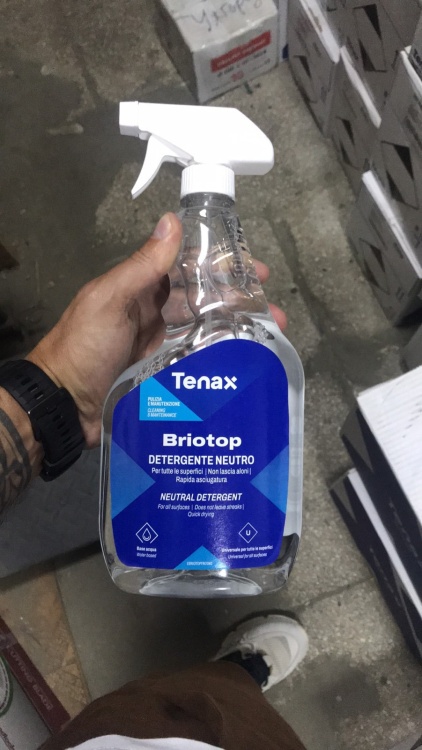 Tenax
PULIZIA
E MANUTENZIONE
CLEANING
& MAINTENANCE
Briotop
DETERGENTE NEUTRO
Per tutte le superfici | Non lascia aloni |
Rapida asciugatura
NEUTRAL DETERGENT
For all surfaces | Does not leave streaks |
Quick drying
U
Base acqua
Water based
Universale per tutte le superfici
Universal for all surfaces